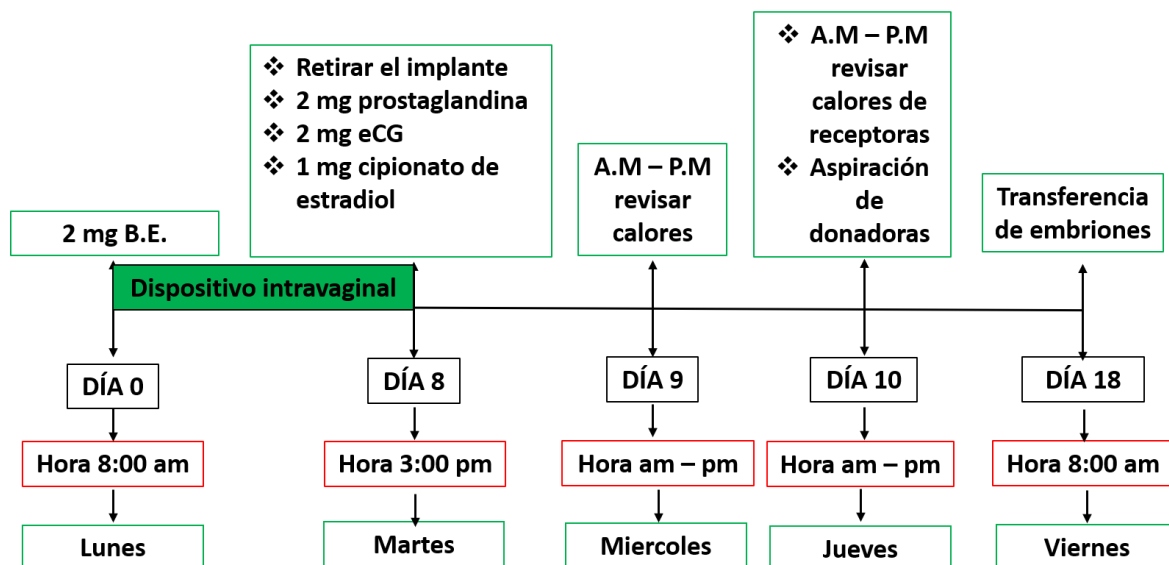 2 mg B.E.
❖ Retirar el implante
❖ 2 mg prostaglandina
❖ 2 mg eCG
❖ 1 mg cipionato de
estradiol
A.M – P.M
revisar
calores
❖ A.M – P.M
revisar
calores de
receptoras
❖ Aspiración
de
donadoras
Transferencia
de embriones
Dispositivo intravaginal
DÍA 0
DÍA 8
DÍA 9
DÍA 10
DÍA 18
Hora 8:00 am
Hora 3:00 pm
Hora am – pm
Hora am – pm
Hora 8:00 am
Lunes
Martes
Miercoles
Jueves
Viernes